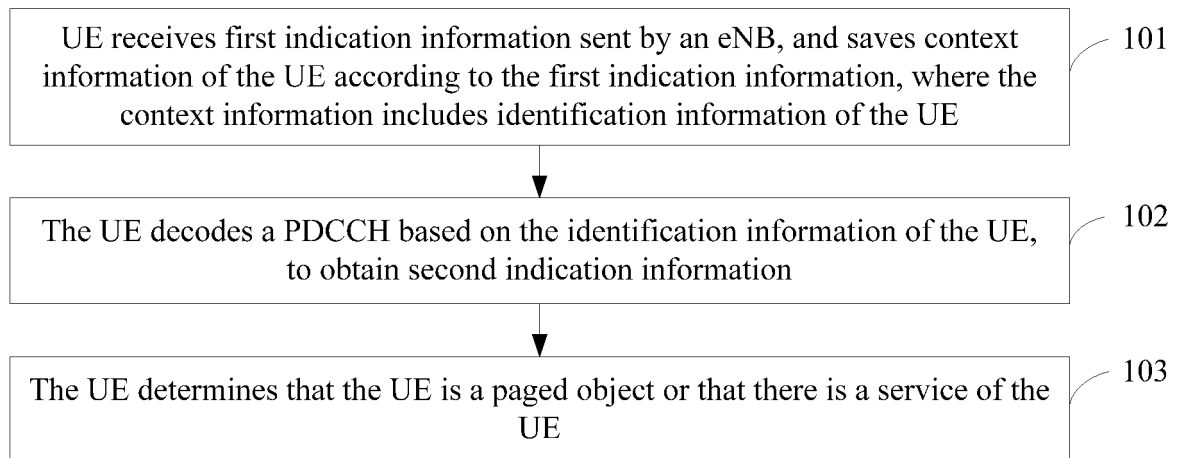 UE receives first indication information sent by an eNB, and saves context
information of the UE according to the first indication information, where the
context information includes identification information of the UE
101
The UE decodes a PDCCH based on the identification information of the UE,
to obtain second indication information
102
The UE determines that the UE is a paged object or that there is a service of the
UE
103